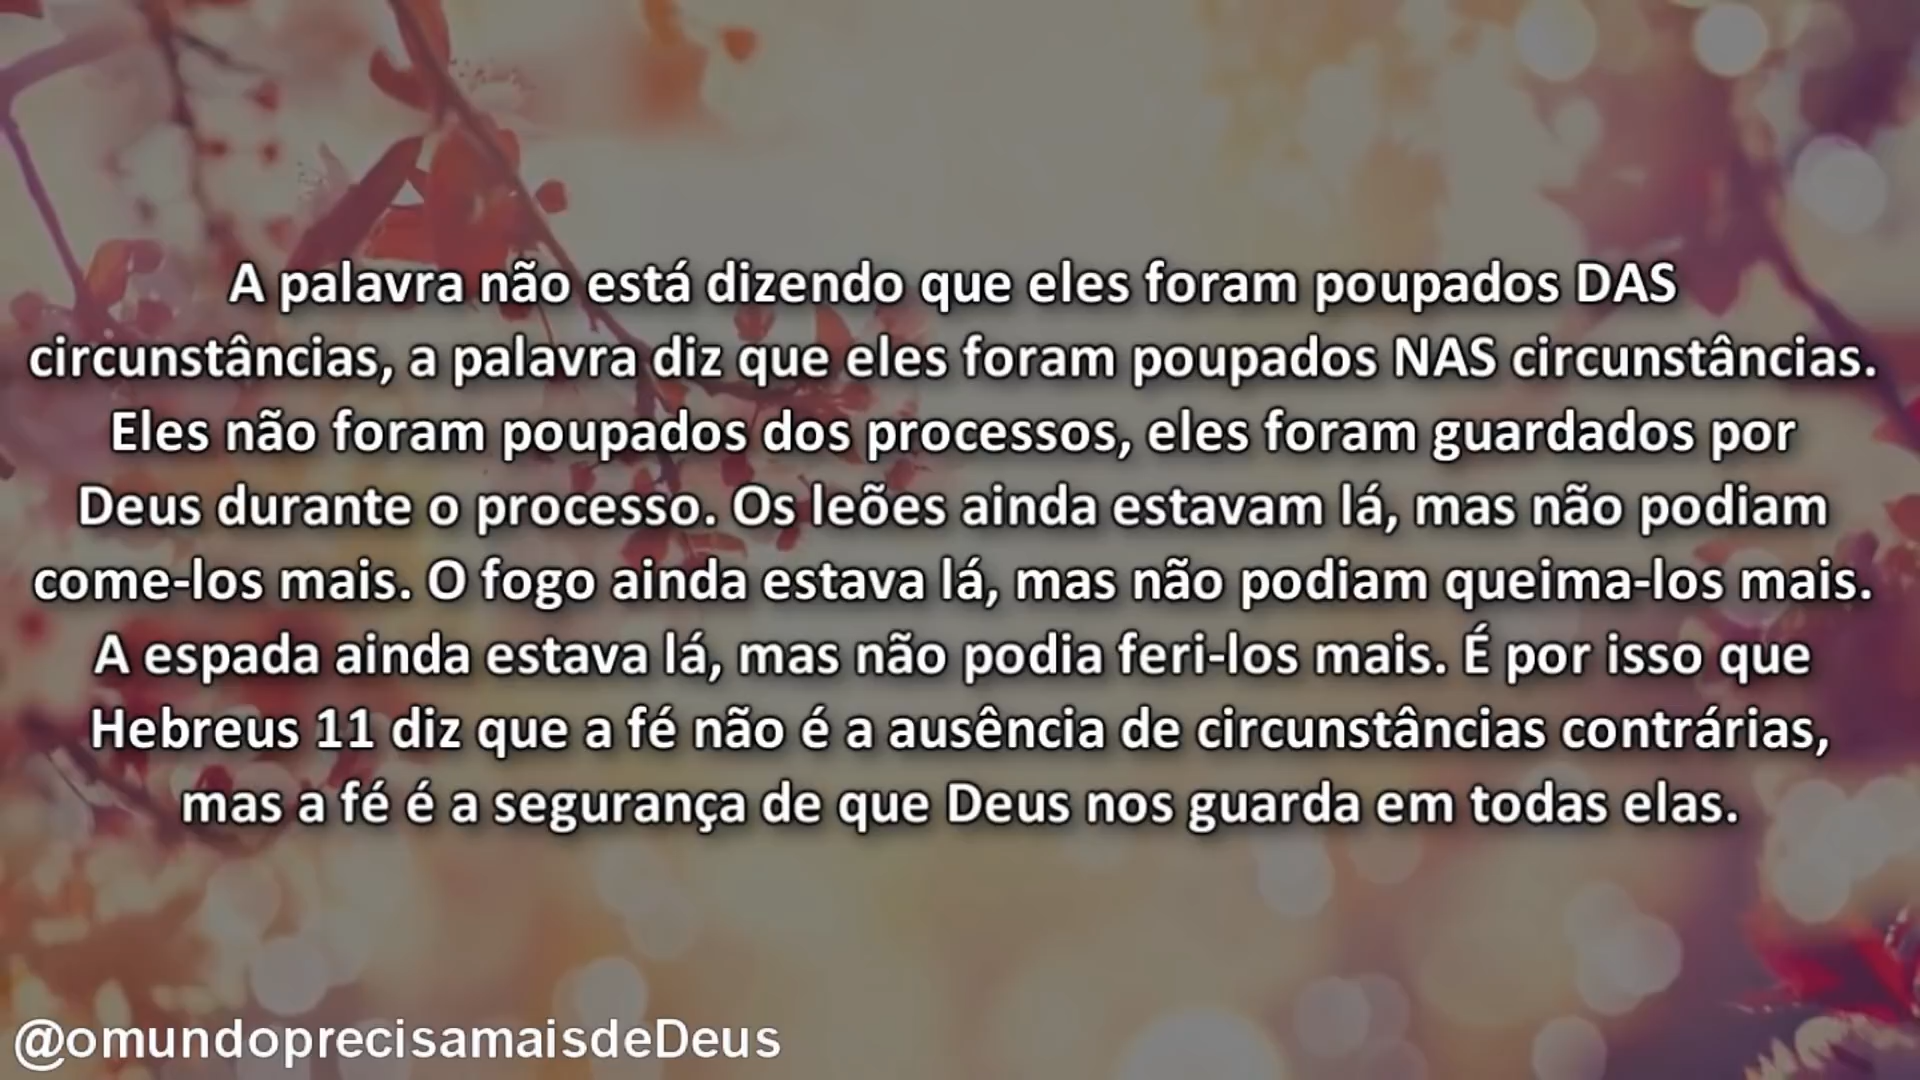 A palavra não está dizendo que eles foram poupados DAS
circunstâncias, a palavra diz que eles foram poupados NAS circunstâncias.
Eles não foram poupados dos processos, eles foram guardados por
Deus durante o processo. Os leões ainda estavam lá, mas não podiam
come-los mais. O fogo ainda estava lá, mas não podiam queima-los mais.
A espada ainda estava lá, mas não podia feri-los mais. É por isso que
Hebreus 11 diz que a fé não é a ausência de circunstâncias contrárias,
mas a fé é a segurança de que Deus nos guarda em todas elas.
@omundoprecisamaisdeDeus